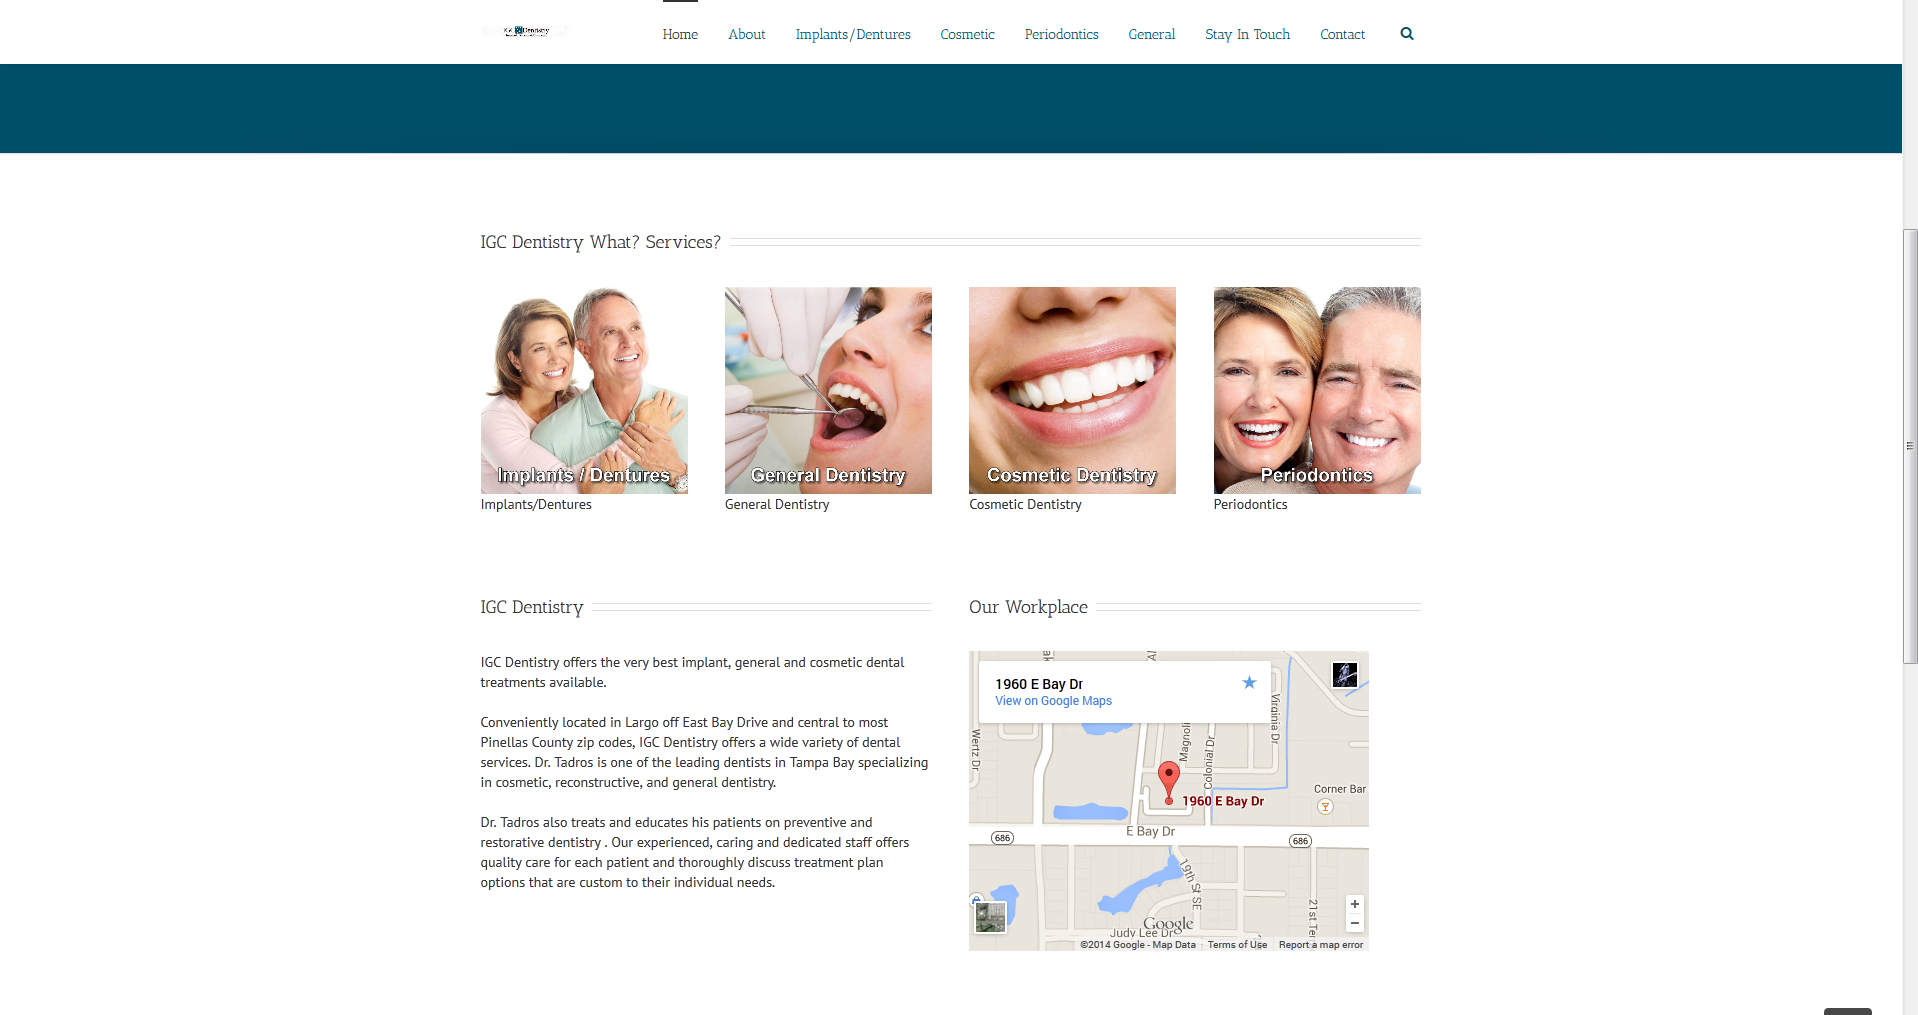 IGC Dentistry
Home About Implants/Dentures Cosmetic Periodontics General Stay In Touch Contact
IGC Dentistry What? Services?
Implants / Dentures
General Dentistry
Cosmetic Dentistry
Periodontics
Implants/Dentures
General Dentistry
Cosmetic Dentistry
Periodontics
IGC Dentistry
IGC Dentistry offers the very best implant, general and cosmetic dental
treatments available.
Conveniently located in Largo off East Bay Drive and central to most
Pinellas County zip codes, IGC Dentistry offers a wide variety of dental
services. Dr. Tadros is one of the leading dentists in Tampa Bay specializing
in cosmetic, reconstructive, and general dentistry.
Dr. Tadros also treats and educates his patients on preventive and
restorative dentistry . Our experienced, caring and dedicated staff offers
quality care for each patient and thoroughly discuss treatment plan
options that are custom to their individual needs.
Our Workplace
1960 E Bay Dr
View on Google Maps
Virginia Dr
Wertz Dr
Colonial Dr
Corner Bar
1960 E Bay Dr
E Bay Dr
686
686
19th St SE
Google
Judy Lee Dr
©2014 Google - Map Data Terms of Use Report a map error